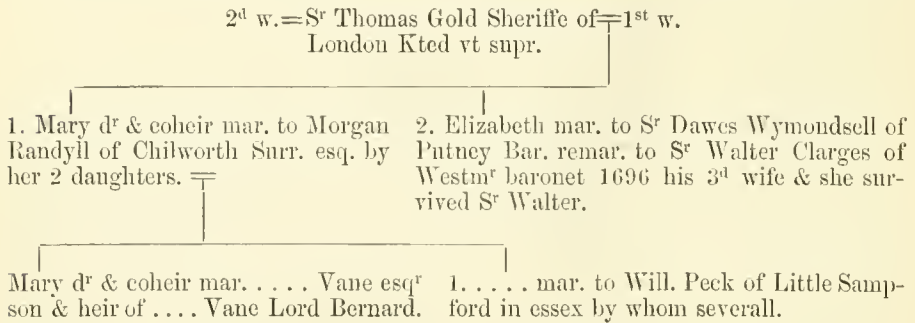 2ᵈ w.=Sʳ Thomas Gold Sheriffe of=1ˢᵗ w.
London Kted vt supr.
1. Mary dʳ & coheir mar. to Morgan
Randyll of Chilworth Surr. esq. by
her 2 daughters.
2. Elizabeth mar. to Sʳ Dawes Wymondsell of
Putney Bar. remar. to Sʳ Walter Clarges of
Westmʳ baronet 1696 his 3ᵈ wife & she sur-
vived Sʳ Walter.
Mary dʳ & coheir mar. . . . . . Vane esqʳ
son & heir of . . . . Vane Lord Bernard.
1. . . . . . mar. to Will. Peck of Little Samp-
ford in essex by whom severall.